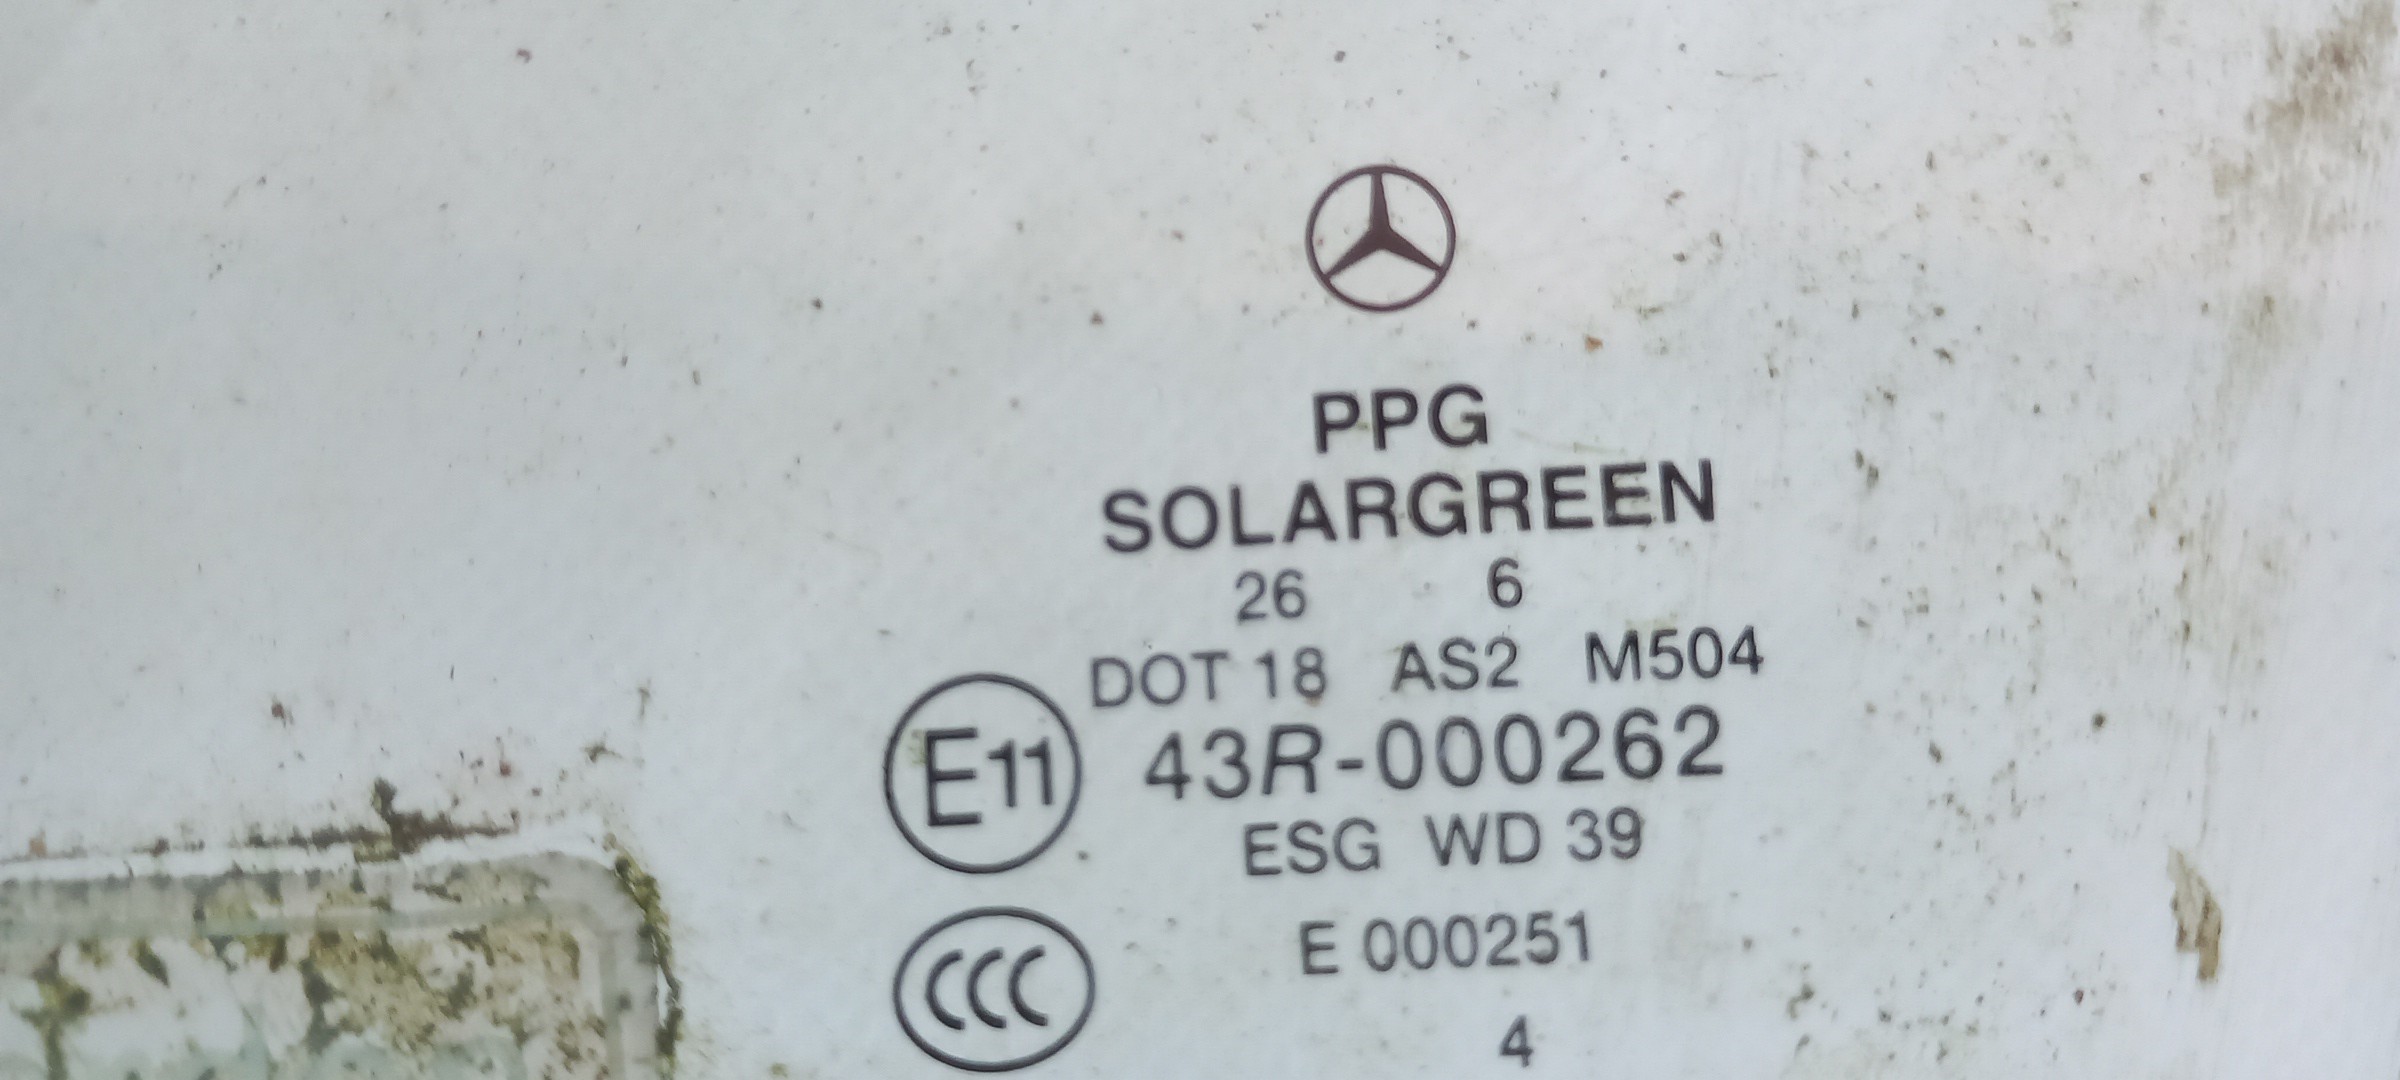 PPG
SOLARGREEN
26 6
DOT 18 AS2 M504
E11 43R-000262
ESG WD 39
CCC E 000251
4